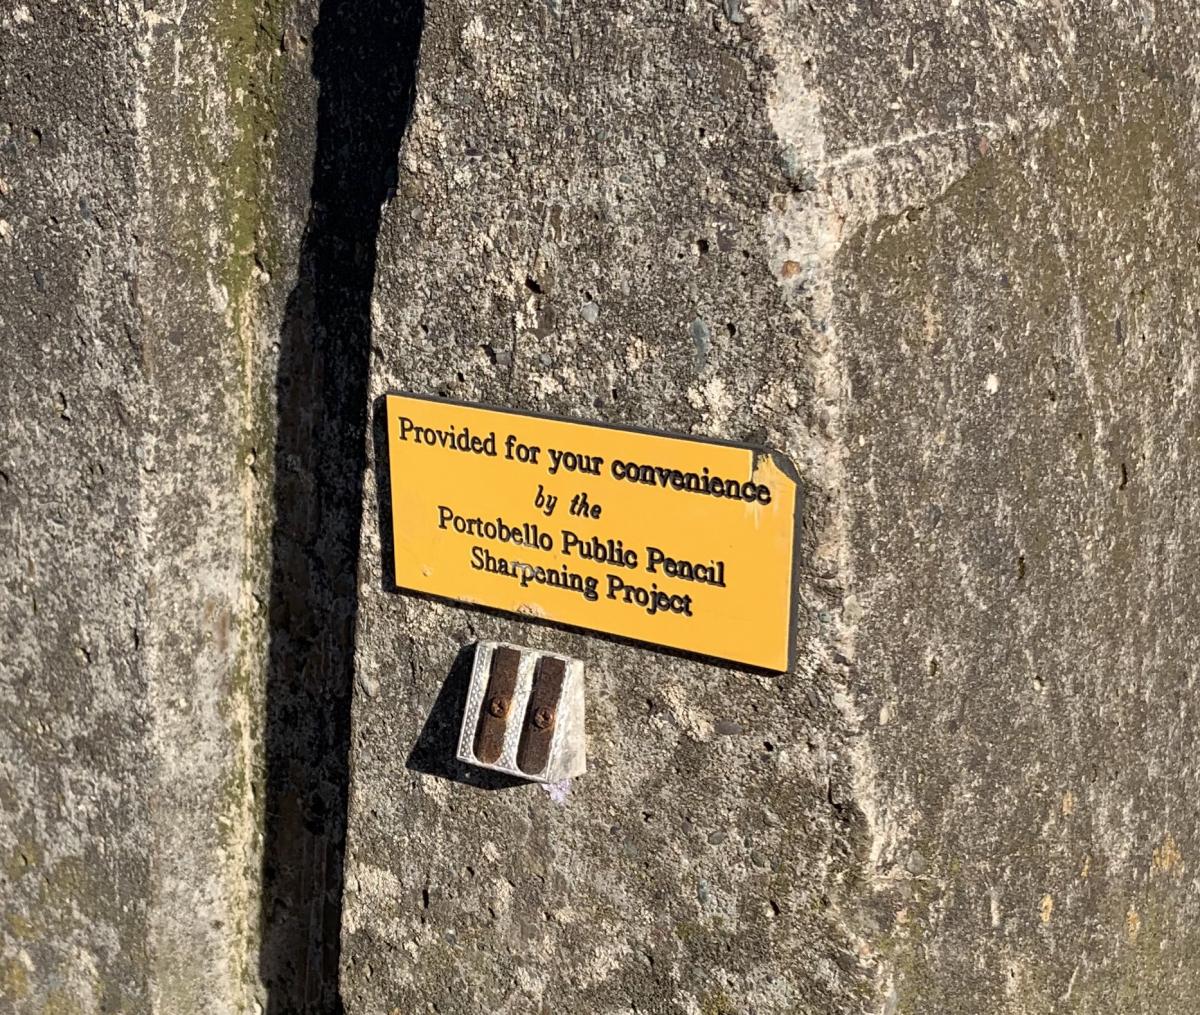 Provided for your convenience
by the
Portobello Public Pencil
Sharpening Project